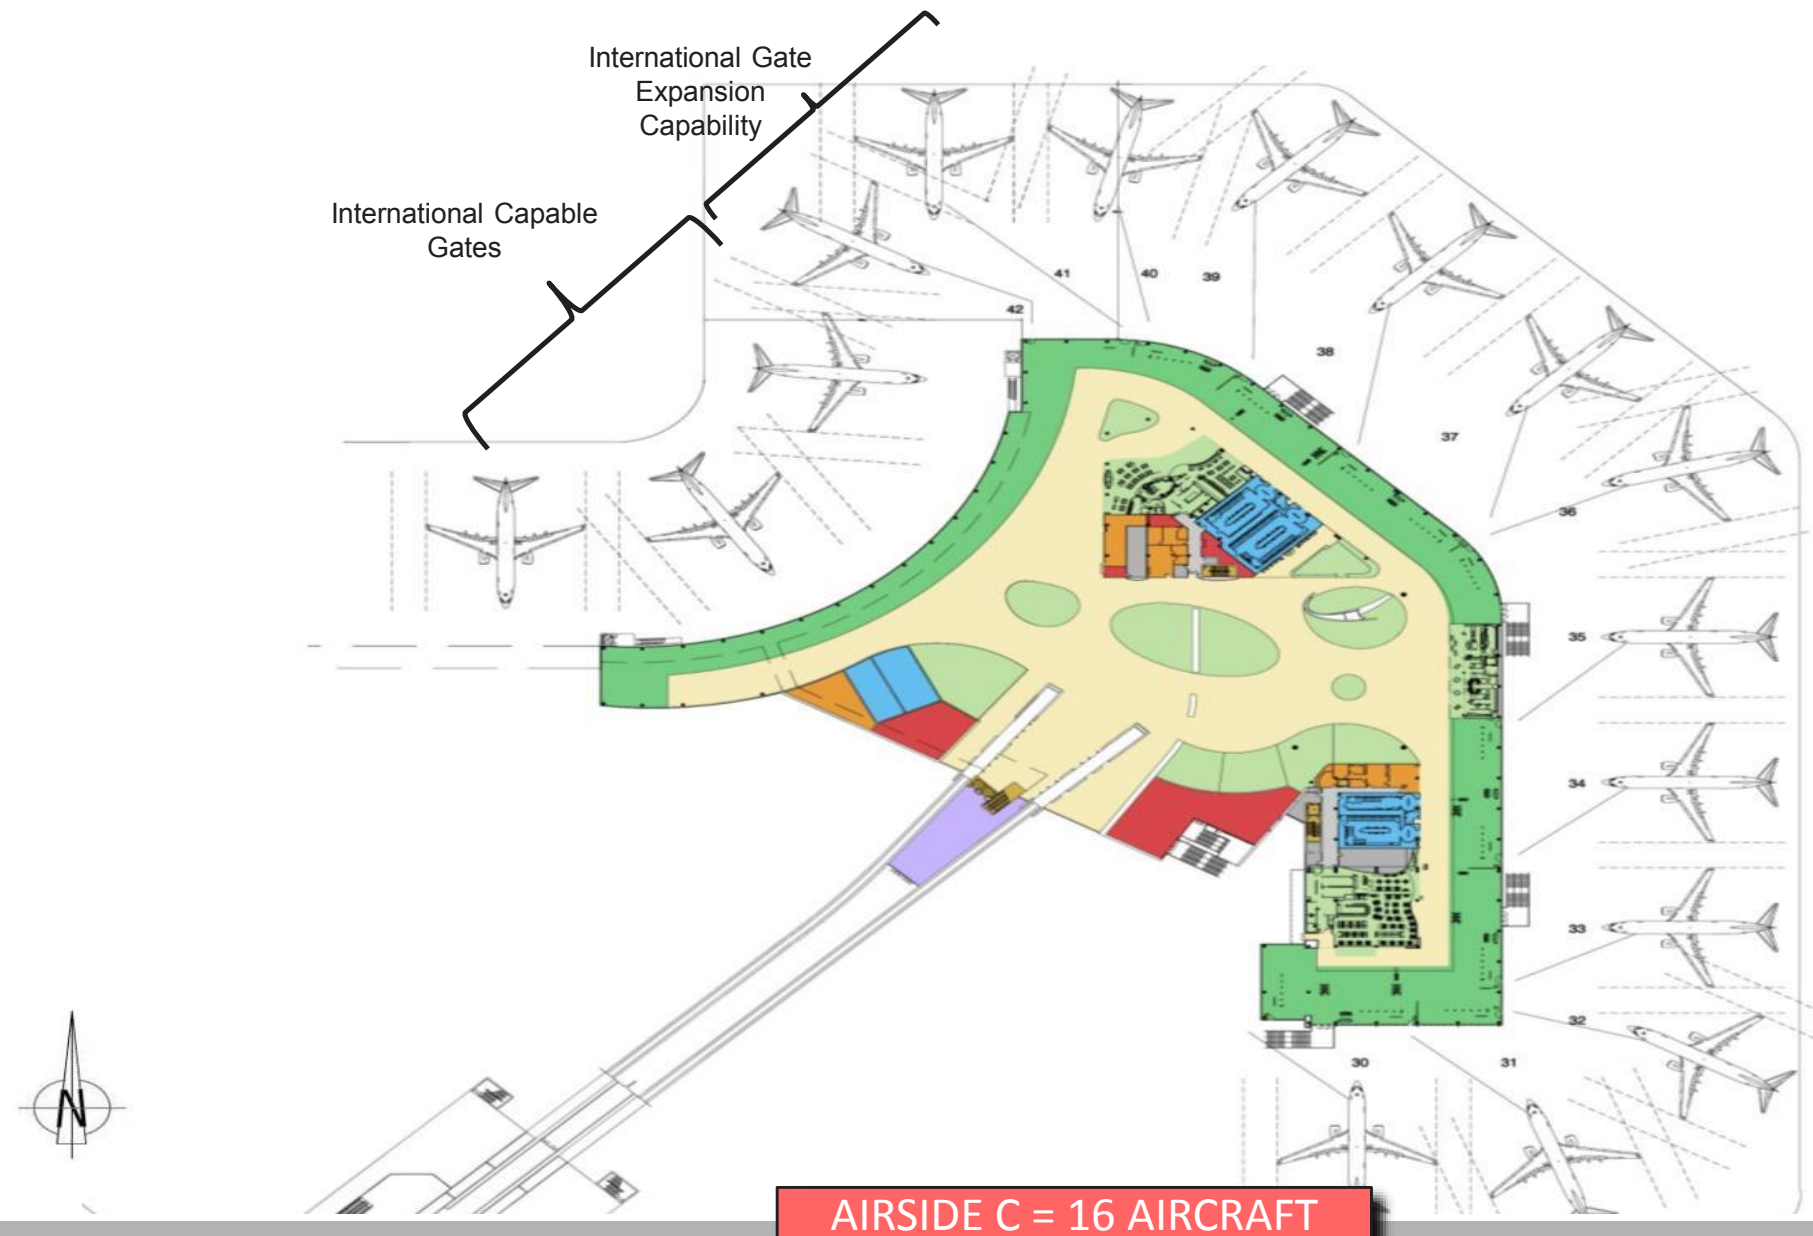 International Gate
Expansion
Capability
International Capable
Gates
41
40
39
42
38
37
36
35
34
33
32
31
30
N
AIRSIDE C = 16 AIRCRAFT